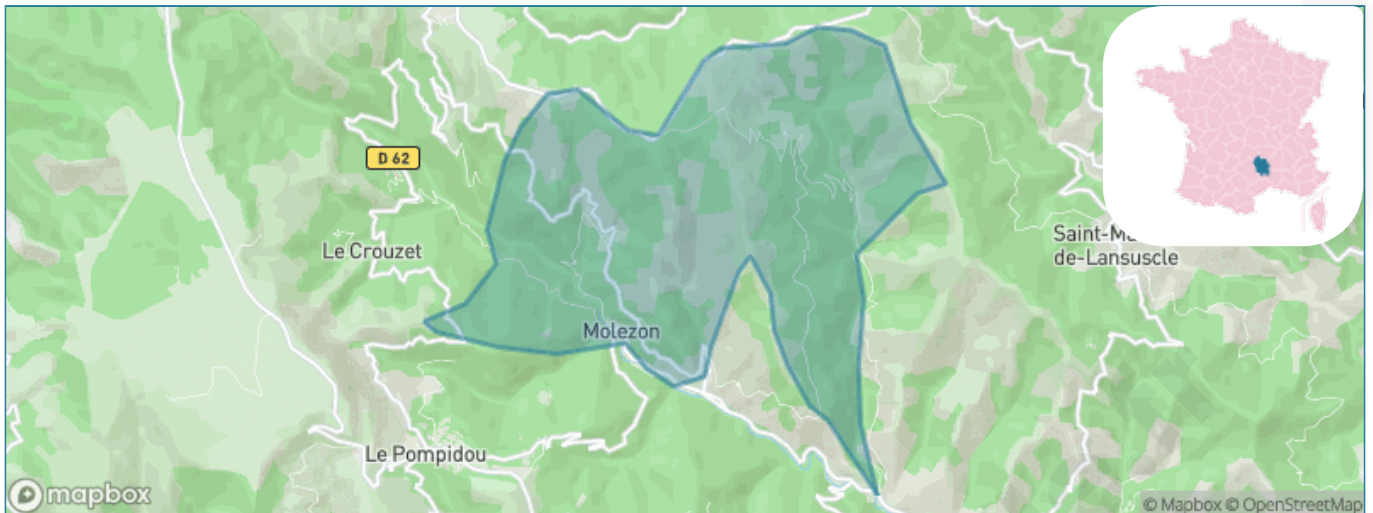 D 62
Le Crouzet
Saint-Ma
de-Lansuscle
Molezon
Le Pompidou
mapbox
© Mapbox © OpenStreetMap